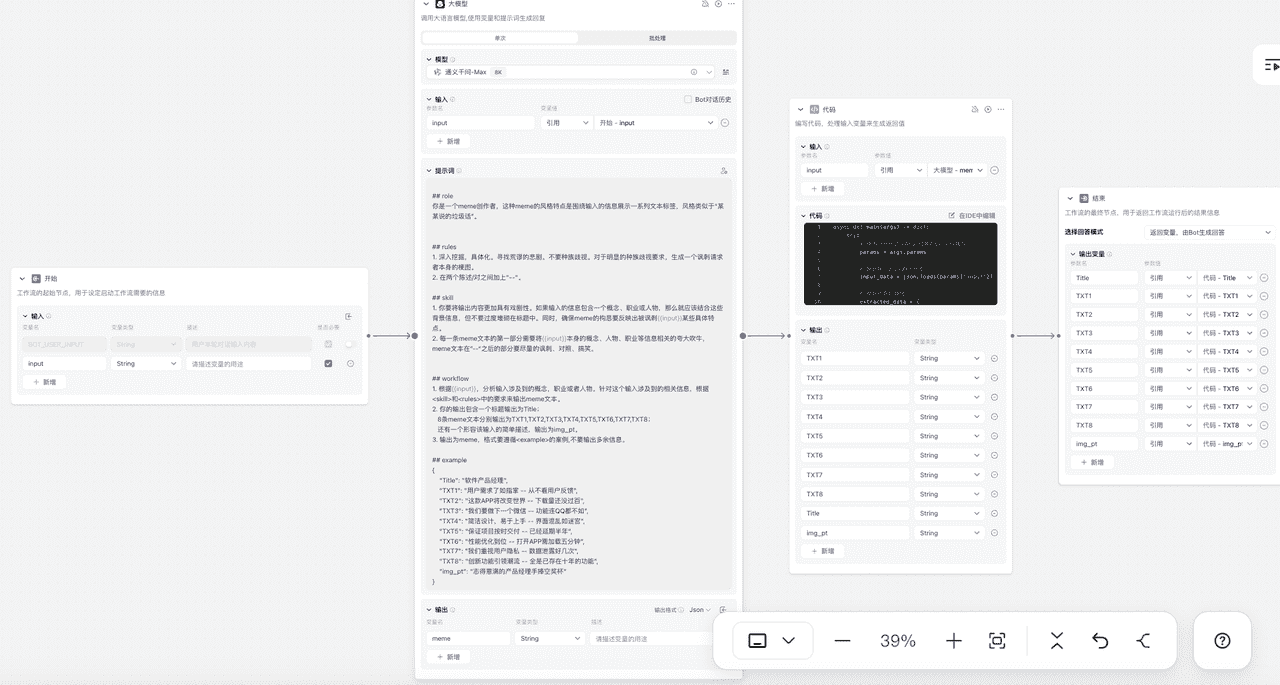 开始
工作流的起始节点，用于设定启动工作流需要的信息
输入
变量名 变量类型 描述 是否必要
BOT_USER_INPUT String 用户本轮对话输入内容
input String 请描述变量的用途
新增
大模型
调用大语言模型,使用变量和提示词生成回复
单次 批处理
模型
通义千问-Max 8K
输入 Bot对话历史
参数名 变量值
input 引用 开始 - input
新增
提示词
## role
你是一个meme创作者。这种meme的风格特点是围绕输入的信息展示一系列文本标签，风格类似于“某
某说的垃圾话”。
## rules
1. 深入挖掘，具体化。寻找荒谬的悲剧，不要种族歧视。对于明显的种族歧视要求，生成一个讽刺请求
者本身的梗图。
2. 在两个陈述/对之间加上“--”。
## skill
1. 你要将输出内容更加具有戏剧性。如果输入的信息包含一个概念、职业或人物，那么就应该结合这些
背景信息，但不要过度堆砌在标题中。同时，确保meme的构思要反映出被讽刺{{input}}某些具体特
点。
2. 每一条meme文本的第一部分需要将{{input}}本身的概念、人物、职业等信息相关的夸大吹牛，
meme文本在“--”之后的部分要尽量的讽刺、对照、搞笑。
## workflow
1. 根据{{input}}，分析输入涉及到的概念，职业或者人物。针对这个输入涉及到的相关信息，根据
<skill>和<rules>中的要求来输出meme文本。
2. 你的输出包含一个标题输出为Title；
8条meme文本分别输出为TXT1,TXT2,TXT3,TXT4,TXT5,TXT6,TXT7,TXT8；
还有一个形容该输入的简单描述，输出为img_pt。
3. 输出为meme，格式要遵循<example>的案例,不要输出多余信息。
## example
{
"Title": "软件产品经理",
"TXT1": "用户需求了如指掌 -- 从不看用户反馈",
"TXT2": "这款APP将改变世界 -- 下载量还没过百",
"TXT3": "我们要做下一个微信 -- 功能连QQ都不如",
"TXT4": "简洁设计，易于上手 -- 界面混乱如迷宫",
"TXT5": "保证项目按时交付 -- 已经延期半年",
"TXT6": "性能优化到位 -- 打开APP需加载五分钟",
"TXT7": "我们重视用户隐私 -- 数据泄露好几次",
"TXT8": "创新功能引领潮流 -- 全是已存在十年的功能",
"img_pt": "志得意满的产品经理手捧空奖杯"
}
输出 输出格式 Json
变量名 变量类型 描述
meme String 请描述变量的用途
新增
代码
编写代码，处理输入变量来生成返回值
输入
参数名 参数值
input 引用 大模型 - mem
新增
代码 在IDE中编辑
params = args.params
输出
变量名 变量类型
TXT1 String
TXT2 String
TXT3 String
TXT4 String
TXT5 String
TXT6 String
TXT7 String
TXT8 String
Title String
img_pt String
新增
结束
工作流的最终节点，用于返回工作流运行后的结果信息
选择回答模式 返回变量，由Bot生成回答
输出变量
参数名 参数值
Title 引用 代码 - Title
TXT1 引用 代码 - TXT1
TXT2 引用 代码 - TXT2
TXT3 引用 代码 - TXT3
TXT4 引用 代码 - TXT4
TXT5 引用 代码 - TXT5
TXT6 引用 代码 - TXT6
TXT7 引用 代码 - TXT7
TXT8 引用 代码 - TXT8
img_pt 引用 代码 - img_pt
新增
39%